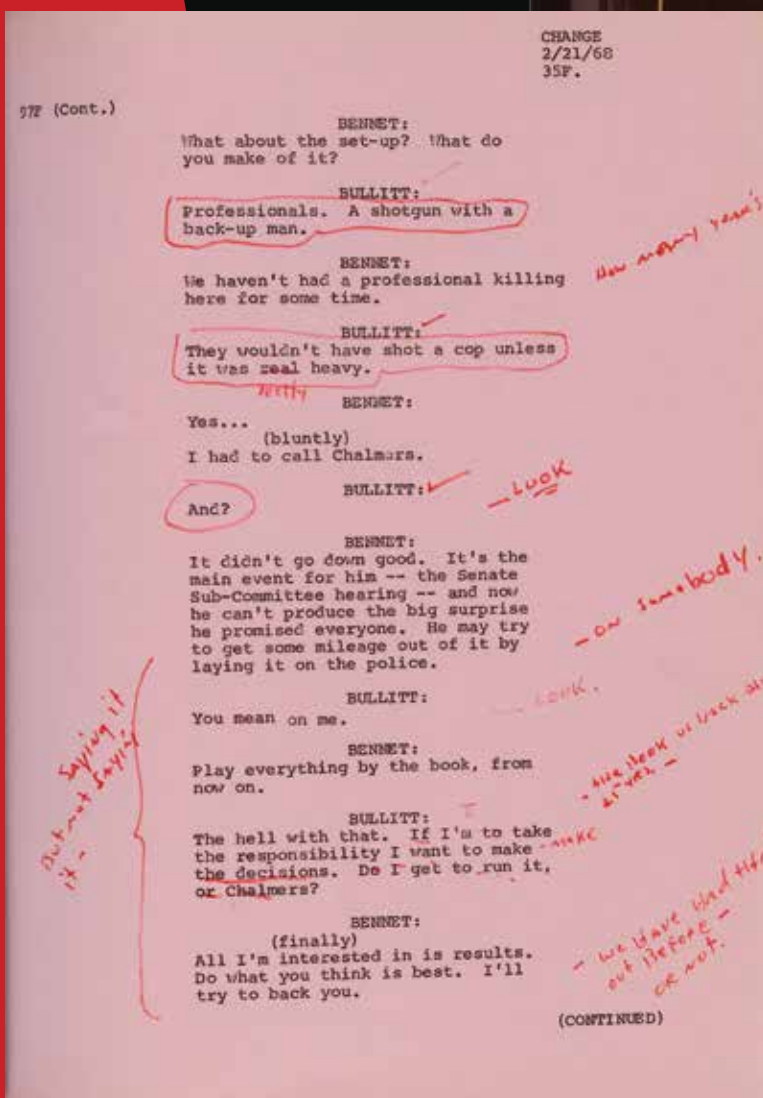 CHANGE
2/21/68
35F.
97F (Cont.)
BENNET:
What about the set-up? What do
you make of it?
BULLITT:
Professionals. A shotgun with a
back-up man.
How many year's
BENNET:
We haven't had a professional killing
here for some time.
BULLITT:
They wouldn't have shot a cop unless
it was real heavy.
really
BENNET:
Yes...
(bluntly)
I had to call Chalmers.
BULLITT:
- LOOK
And?
BENNET:
It didn't go down good. It's the
main event for him -- the Senate
Sub-Committee hearing -- and now
he can't produce the big surprise
he promised everyone. He may try
to get some mileage out of it by
laying it on the police.
- on somebody.
BULLITT:
- LOOK.
You mean on me.
Saying it
But not saying
it -
BENNET:
Play everything by the book, from
now on.
BULLITT:
The hell with that. If I'm to take
the responsibility I want to make
- make
the decisions. Do I get to run it,
or Chalmers?
BENNET:
(finally)
All I'm interested in is results.
Do what you think is best. I'll
try to back you.
- we have had
out before -
or not.
(CONTINUED)